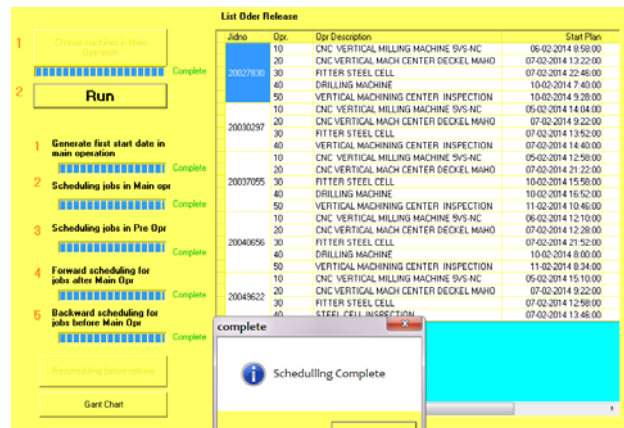 List Oder Release
1
Choose machines in Main
Operation
Complete
2
Run
1 Generate first start date in
main operation
Complete
2 Scheduling jobs in Main opr
Complete
3 Scheduling jobs in Pre Opr
Complete
4 Forward scheduling for
jobs after Main Opr
Complete
5 Backward scheduling for
jobs before Main Opr
Complete
Rescheduling before release
Gant Chart
Jidno Opr. Opr Description Start Plan
20027830
10 CNC VERTICAL MILLING MACHINE 5VS-NC 06-02-2014 8:58:00
20 CNC VERTICAL MACH CENTER DECKEL MAHO 07-02-2014 13:22:00
30 FITTER STEEL CELL 07-02-2014 22:46:00
40 DRILLING MACHINE 10-02-2014 7:40:00
50 VERTICAL MACHINING CENTER INSPECTION 10-02-2014 9:28:00
20030297
10 CNC VERTICAL MILLING MACHINE 5VS-NC 05-02-2014 14:04:00
20 CNC VERTICAL MACH CENTER DECKEL MAHO 07-02-2014 9:22:00
30 FITTER STEEL CELL 07-02-2014 13:52:00
40 VERTICAL MACHINING CENTER INSPECTION 07-02-2014 14:40:00
20037055
10 CNC VERTICAL MILLING MACHINE 5VS-NC 05-02-2014 12:58:00
20 CNC VERTICAL MACH CENTER DECKEL MAHO 07-02-2014 21:22:00
30 FITTER STEEL CELL 10-02-2014 15:58:00
40 DRILLING MACHINE 10-02-2014 16:52:00
50 VERTICAL MACHINING CENTER INSPECTION 11-02-2014 10:46:00
20040656
10 CNC VERTICAL MILLING MACHINE 5VS-NC 06-02-2014 12:10:00
20 CNC VERTICAL MACH CENTER DECKEL MAHO 07-02-2014 12:28:00
30 FITTER STEEL CELL 07-02-2014 21:52:00
40 DRILLING MACHINE 10-02-2014 8:00:00
50 VERTICAL MACHINING CENTER INSPECTION 11-02-2014 8:34:00
20049622
10 CNC VERTICAL MILLING MACHINE 5VS-NC 05-02-2014 15:10:00
20 CNC VERTICAL MACH CENTER DECKEL MAHO 07-02-2014 9:22:00
30 FITTER STEEL CELL 07-02-2014 12:58:00
40 STEEL CELL INSPECTION 07-02-2014 13:46:00
complete
Schedulling Complete